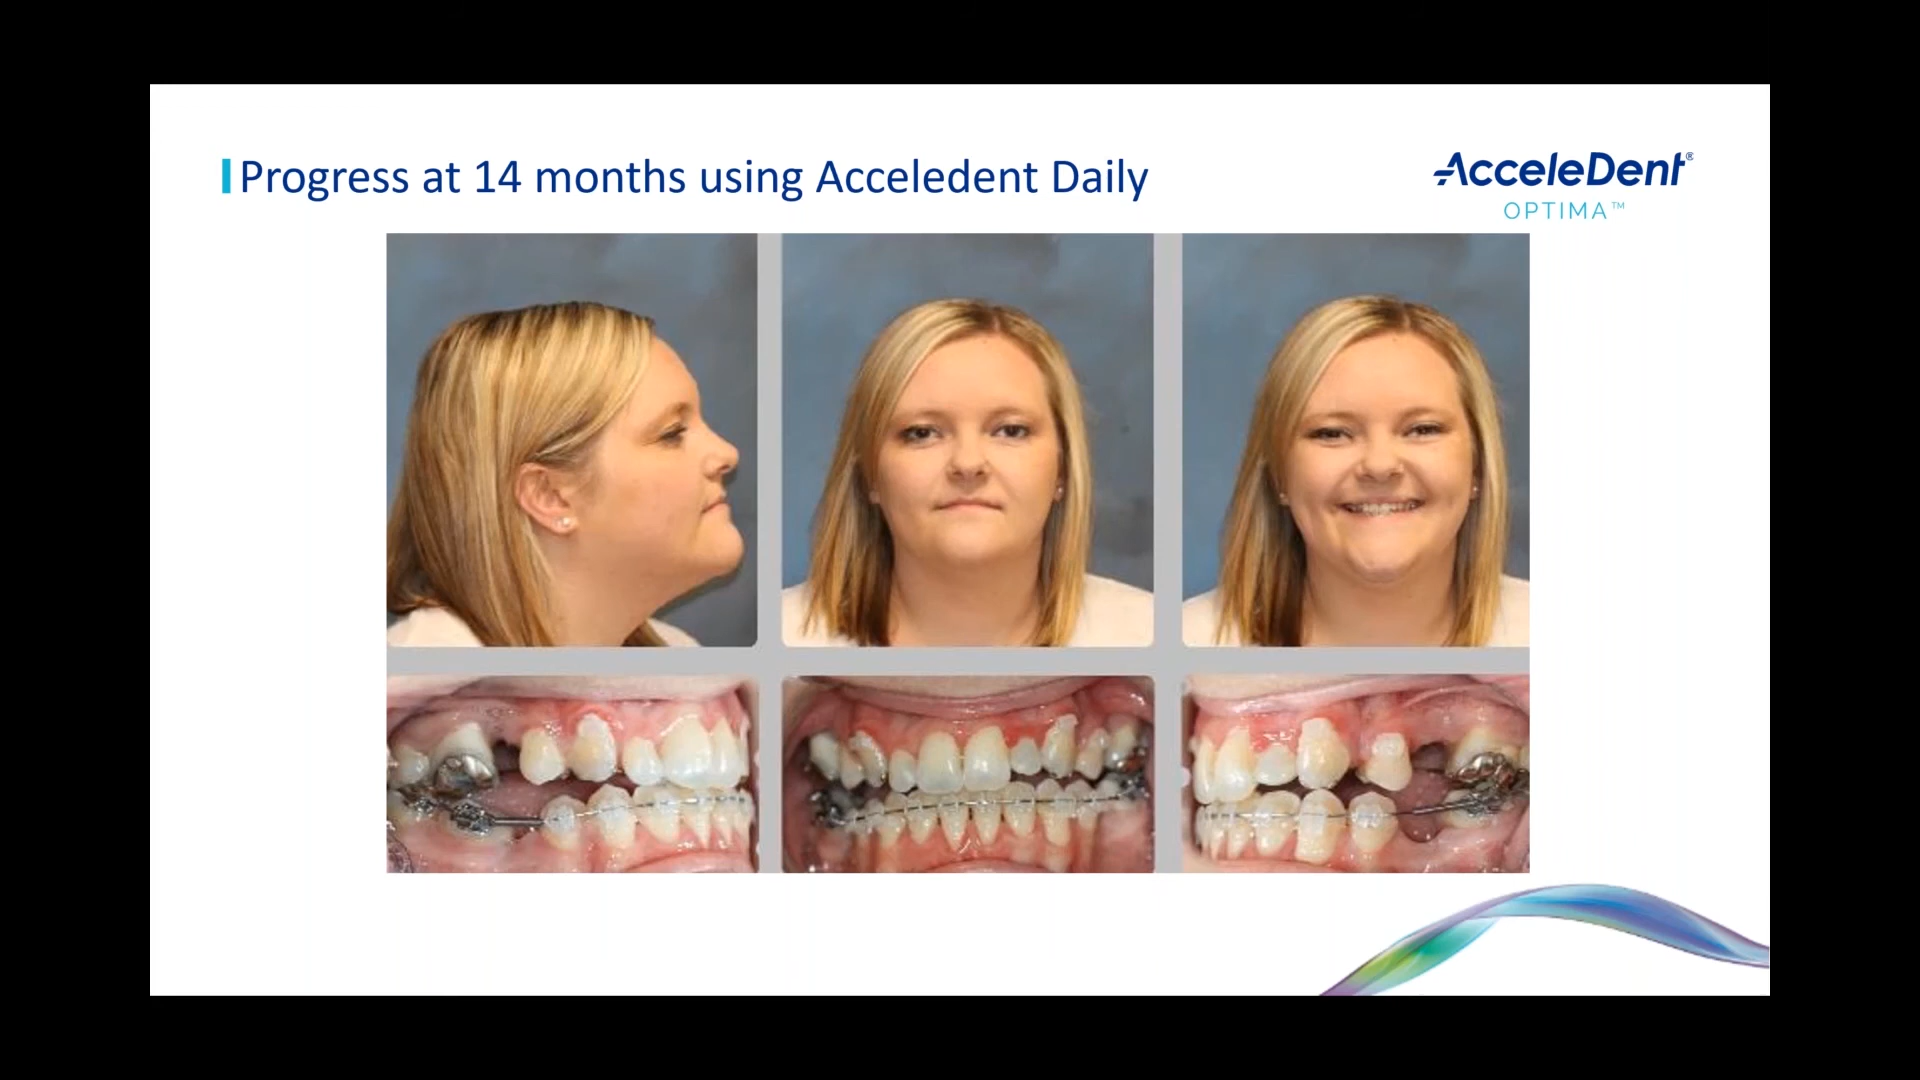 Progress at 14 months using Acceledent Daily
AcceleDent®
OPTIMA™